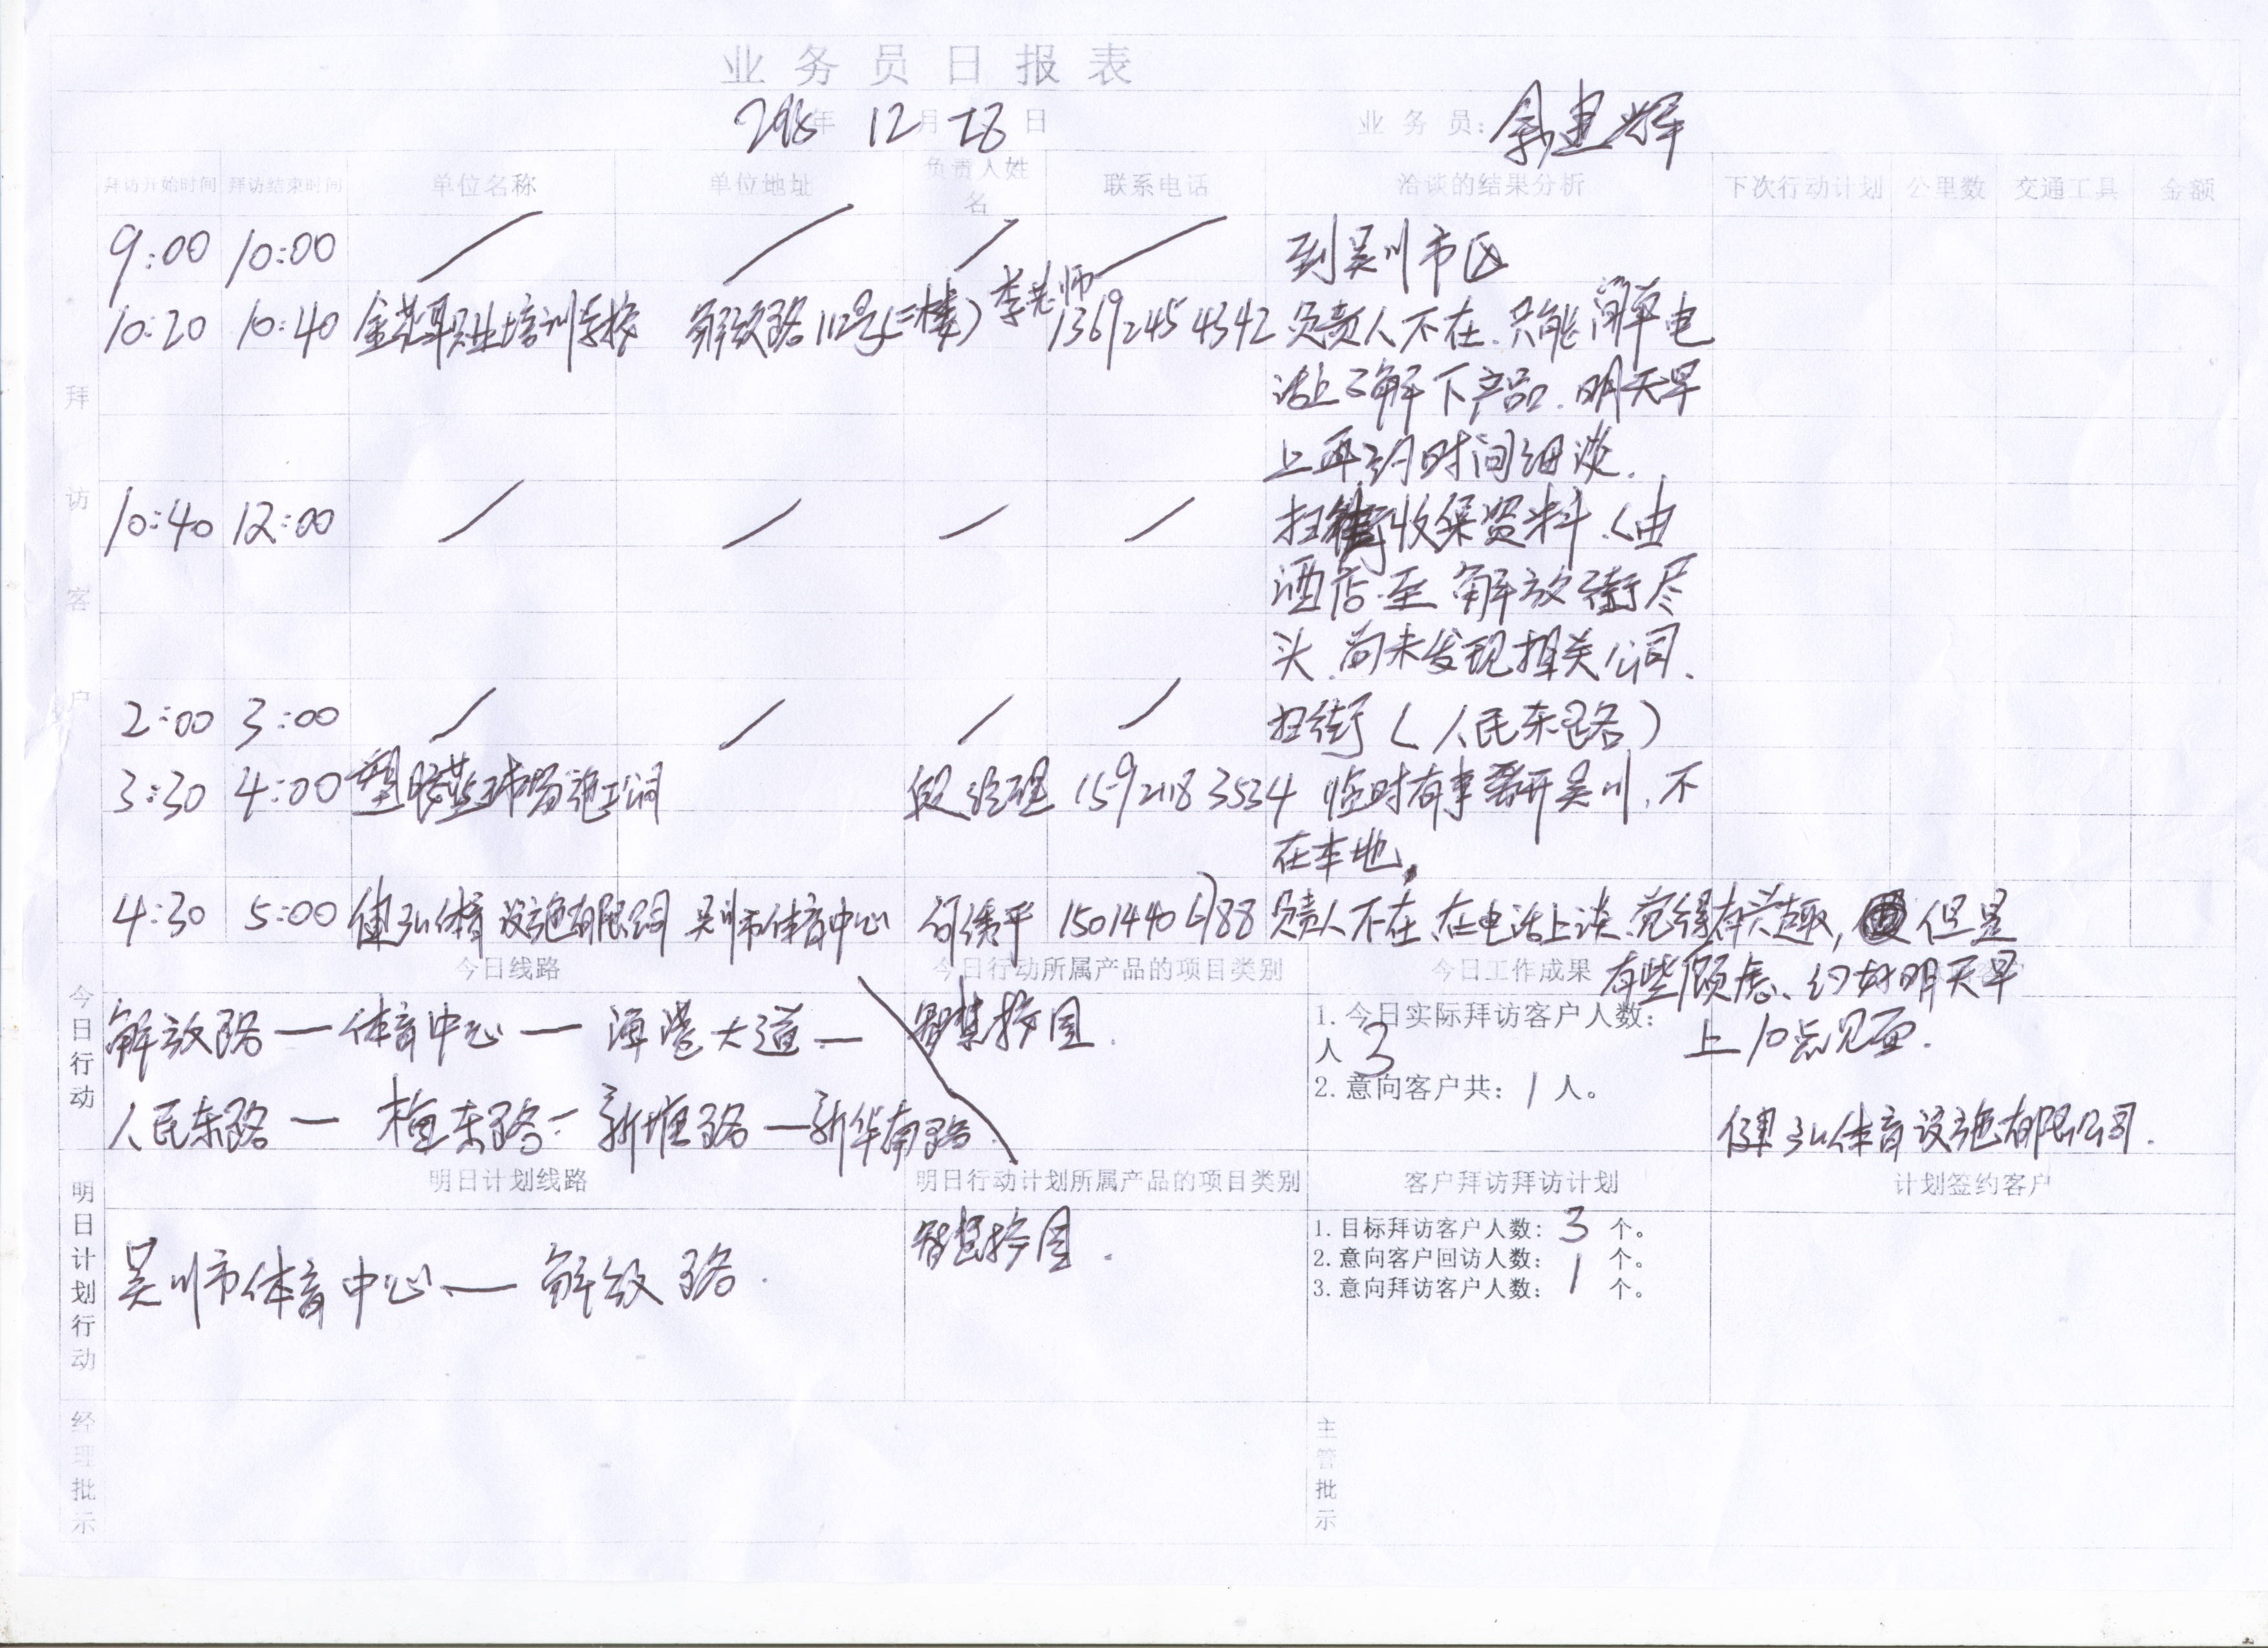 业务员日报表
年 12月 28日 业务员: 建辉
拜访开始时间 拜访结束时间 单位名称 单位地址 负责人姓名 联系电话 洽谈的结果分析 下次行动计划 公里数 交通工具 金额
拜访客户
9:00 10:00 / / / / 到吴川市区
10:20 10:40 职业培训学校 解放路112号(二楼) 李老师 13692454342 负责人不在.只能简单电
话上了解下产品.明天早
上再约时间细谈.
10:40 12:00 / / / / 扫街收集资料.(由
酒店至解放街尽
头.尚未发现相关公司.
2:00 3:00 / / / / 扫街(人民东路)
3:30 4:00 塑胶篮球场施工公司 段经理 15921183534 临时有事离开吴川,不
在本地.
4:30 5:00 健弘体育设施有限公司 吴川市体育中心 负责人不在、在电话上谈、觉得有兴趣,但是
有些顾虑、约好明天早
上10点见面.
今日行动
今日线路 今日行动所属产品的项目类别 今日工作成果
解放路—体育中心—海港大道— 智慧校园. 1.今日实际拜访客户人数:
3人
人民东路—梅东路—新堆路—新华南路. 2.意向客户共:1人。 健弘体育设施有限公司.
明日计划行动
明日计划线路 明日行动计划所属产品的项目类别 客户拜访拜访计划 计划签约客户
吴川市体育中心—解放路. 智慧校园. 1.目标拜访客户人数: 3 个。
2.意向客户回访人数: 1 个。
3.意向拜访客户人数: 1 个。
经理批示 主管批示